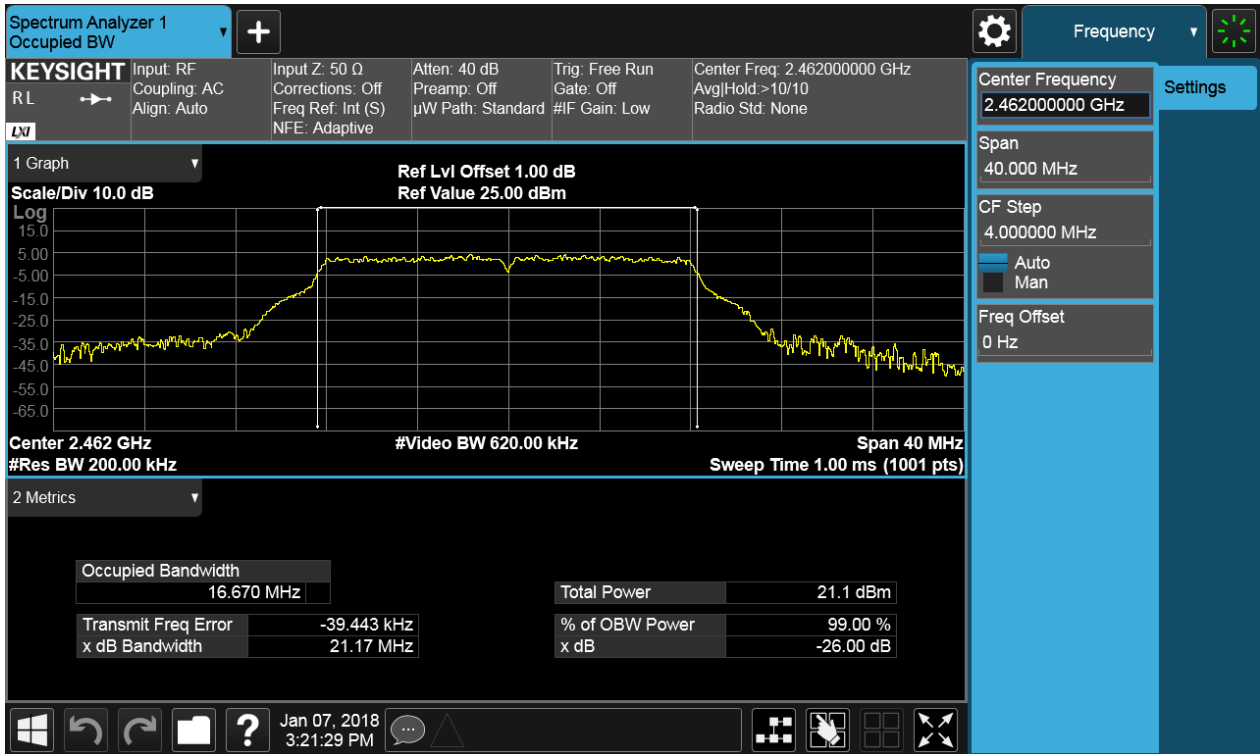 Spectrum Analyzer 1
Occupied BW
Frequency
KEYSIGHT
R L
LXI
Input: RF
Coupling: AC
Align: Auto
Input Z: 50 Ω
Corrections: Off
Freq Ref: Int (S)
NFE: Adaptive
Atten: 40 dB
Preamp: Off
µW Path: Standard
Trig: Free Run
Gate: Off
#IF Gain: Low
Center Freq: 2.462000000 GHz
Avg|Hold:>10/10
Radio Std: None
Center Frequency
2.462000000 GHz
Settings
Span
40.000 MHz
CF Step
4.000000 MHz
Auto
Man
Freq Offset
0 Hz
1 Graph
Scale/Div 10.0 dB
Ref Lvl Offset 1.00 dB
Ref Value 25.00 dBm
Log
15.0
5.00
-5.00
-15.0
-25.0
-35.0
-45.0
-55.0
-65.0
Center 2.462 GHz
#Video BW 620.00 kHz
Span 40 MHz
#Res BW 200.00 kHz
Sweep Time 1.00 ms (1001 pts)
2 Metrics
Occupied Bandwidth
16.670 MHz
Total Power 21.1 dBm
Transmit Freq Error -39.443 kHz
% of OBW Power 99.00 %
x dB Bandwidth 21.17 MHz
x dB -26.00 dB
?
Jan 07, 2018
3:21:29 PM